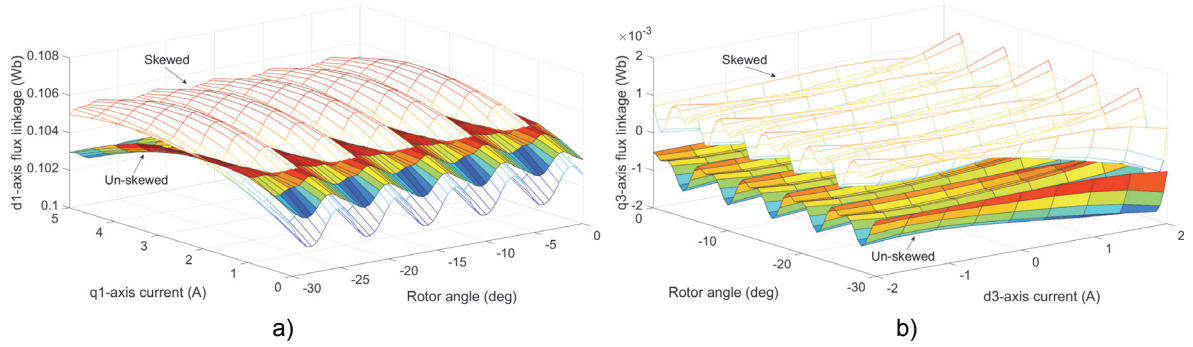 d1-axis flux linkage (Wb)
0.108
0.106
0.104
0.102
0.1
Skewed
Un-skewed
5
4
3
2
1
0
q1-axis current (A)
-30
-25
-20
-15
-10
-5
0
Rotor angle (deg)
a)
×10⁻³
q3-axis flux linkage (Wb)
2
1
0
-1
-2
Skewed
Un-skewed
0
-10
-20
-30
Rotor angle (deg)
-2
-1
0
1
2
d3-axis current (A)
b)